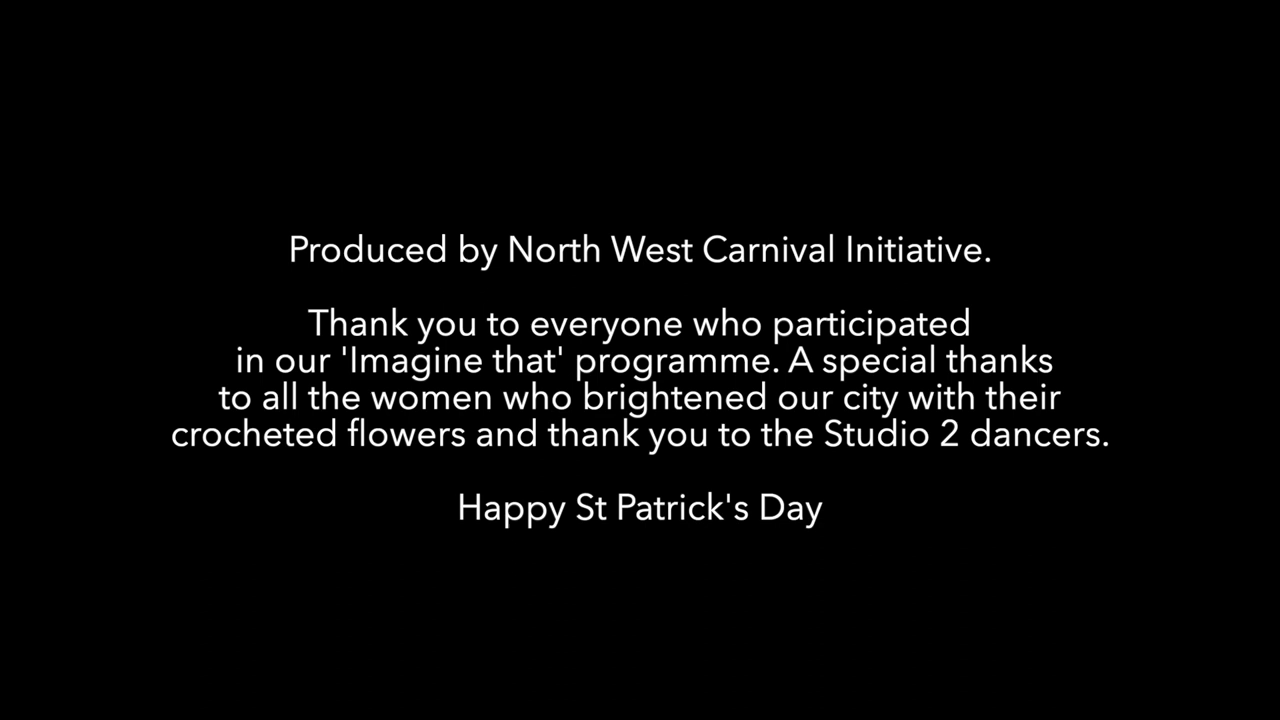 Produced by North West Carnival Initiative.
Thank you to everyone who participated
in our 'Imagine that' programme. A special thanks
to all the women who brightened our city with their
crocheted flowers and thank you to the Studio 2 dancers.
Happy St Patrick's Day